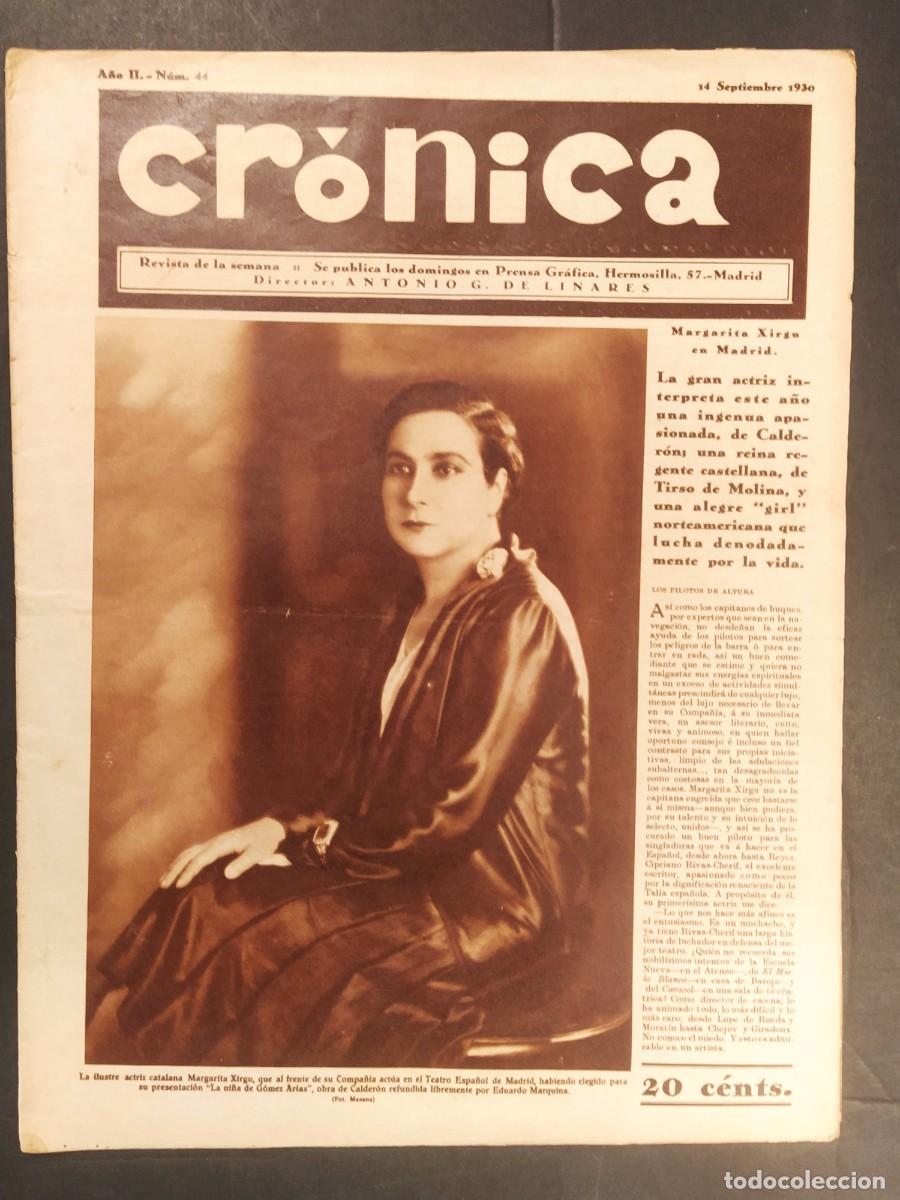 Año II. - Núm. 44
14 Septiembre 1930
crónica
Revista de la semana :: Se publica los domingos en Prensa Gráfica, Hermosilla, 57.-Madrid
Director: ANTONIO G. DE LINARES
Margarita Xirgu
en Madrid.
La gran actriz in-
terpreta este año
una ingenua apa-
sionada, de Calde-
rón; una reina re-
gente castellana, de
Tirso de Molina, y
una alegre "girl"
norteamericana que
lucha denodada-
mente por la vida.
LOS PILOTOS DE ALTURA
Así como los capitanes de buques,
por expertos que sean en la na-
vegación, no desdeñan la eficaz
ayuda de los pilotos para sortear
los peligros de la barra ó para en-
trar en rada, así un buen come-
diante que se estime y quiera no
malgastar sus energías espirituales
en un exceso de actividades simul-
táneas prescindirá de cualquier lujo,
menos del lujo necesario de llevar
en su Compañía, á su inmediata
vera, un asesor literario, culto,
vivaz y animoso, en quien hallar
oportuno consejo é incluso un fiel
contraste para sus propias inicia-
tivas, limpio de las adulaciones
subalternas..., tan desagradecidas
como costosas en la mayoría de
los casos. Margarita Xirgu no es la
capitana engreída que cree bastarse
á sí misma—aunque bien pudiera,
por su talento y su intuición de lo
selecto, unidos—, y así se ha pro-
curado un buen piloto para las
singladuras que va á hacer en el
Español, desde ahora hasta Reyes:
Cipriano Rivas-Cherif, el excelente
escritor, apasionado como pocos
por la dignificación renaciente de la
Talía española. A propósito de él,
su primerísima actriz me dice:
—Lo que nos hace más afines es
el entusiasmo. Es un muchacho, y
ya tiene Rivas-Cherif una larga his-
toria de luchador en defensa del me-
jor teatro. ¡Quién no recuerda sus
nobilísimos intentos de la Escuela
Nueva—en el Ateneo—, de El Mir-
lo Blanco—en casa de Baroja—y
del Caracol—en una sala de té cén-
trica! Como director de escena, lo
ha animado todo, lo más difícil y lo
más raro; desde Lope de Rueda y
Moratín hasta Chejov y Giradoux.
No conoce el miedo. Y esto es admi-
rable en un artista.
La ilustre actriz catalana Margarita Xirgu, que al frente de su Compañía actúa en el Teatro Español de Madrid, habiendo elegido para
su presentación "La niña de Gómez Arias", obra de Calderón refundida libremente por Eduardo Marquina.
(Fot. Masana)
20 cénts.
todocoleccion
todocoleccion.net